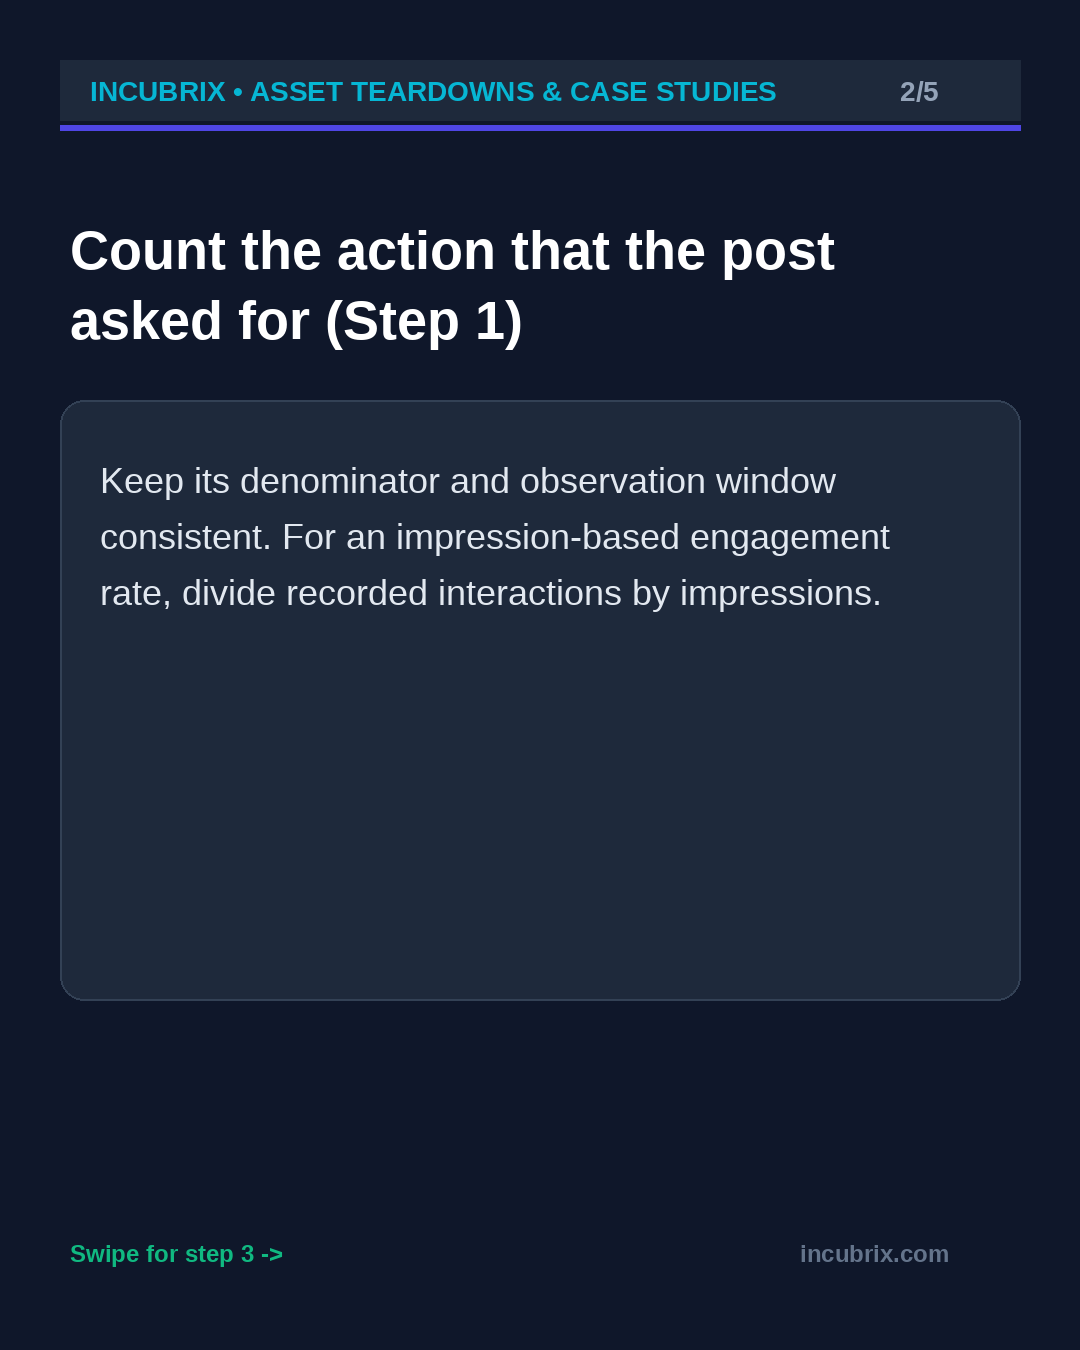 INCUBRIX • ASSET TEARDOWNS & CASE STUDIES 2/5
Count the action that the post
asked for (Step 1)
Keep its denominator and observation window
consistent. For an impression-based engagement
rate, divide recorded interactions by impressions.
Swipe for step 3 -> incubrix.com